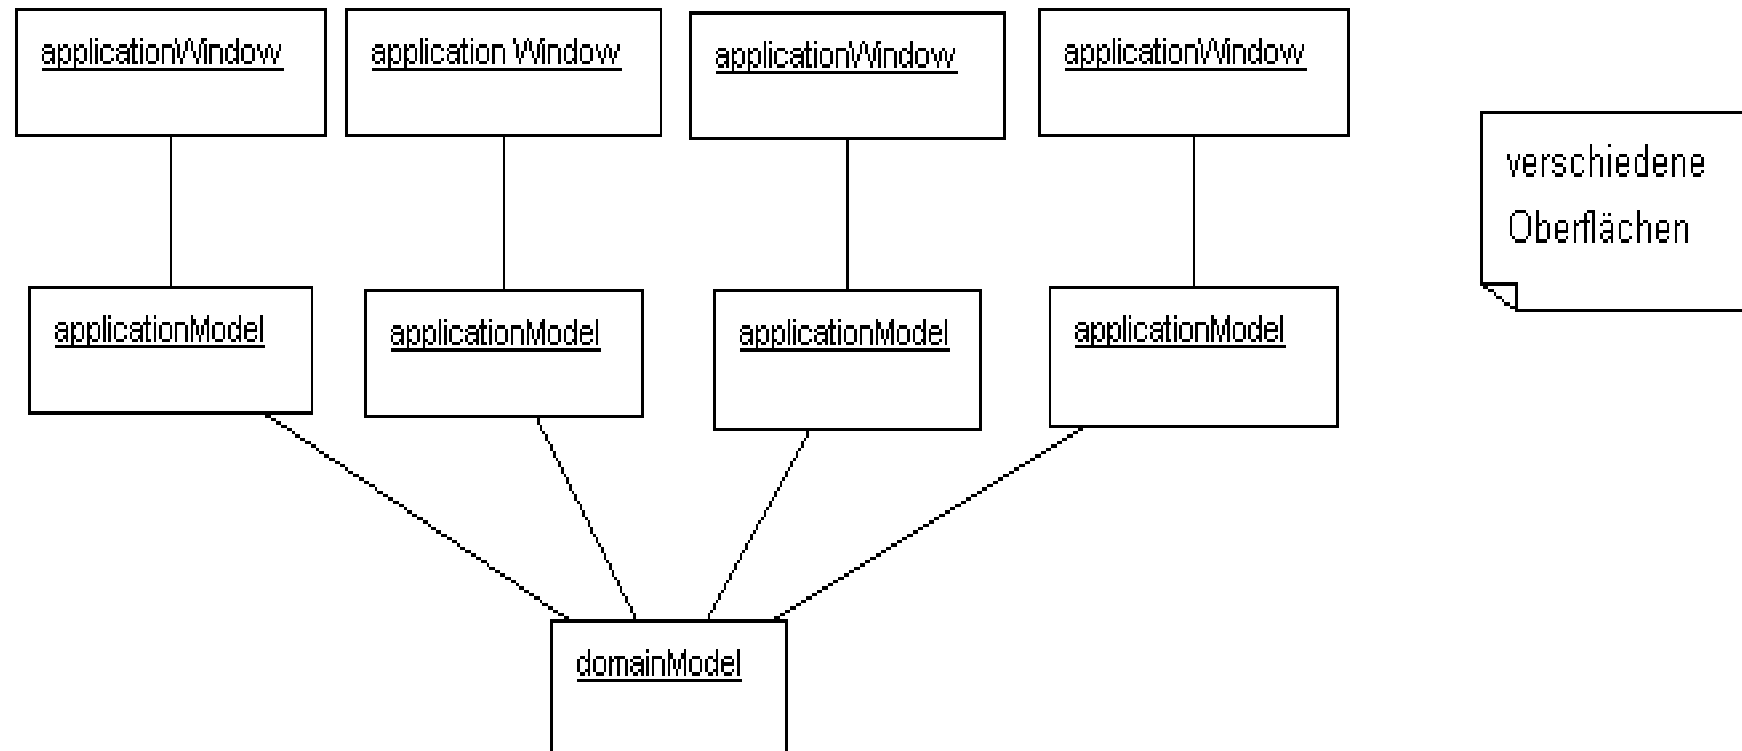 applicationWindow
application Window
applicationWindow
applicationWindow
verschiedene
Oberflächen
applicationModel
applicationModel
applicationModel
applicationModel
domainModel